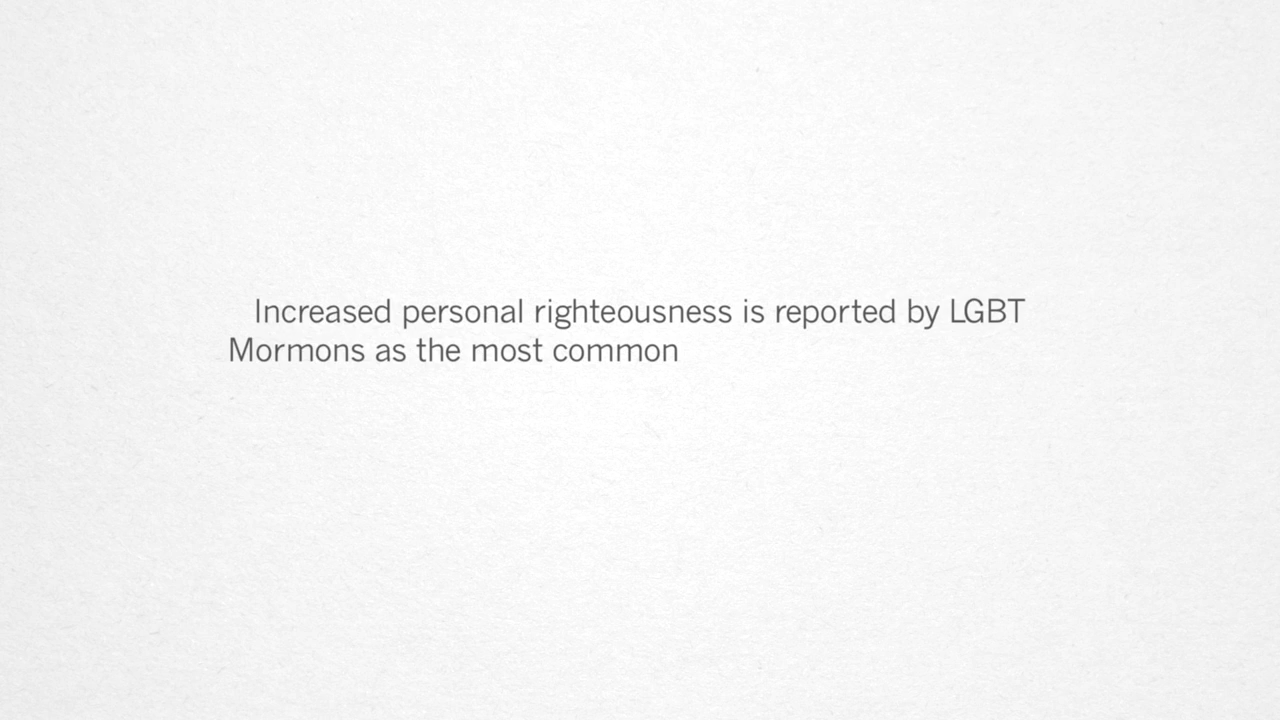 Increased personal righteousness is reported by LGBT
Mormons as the most common